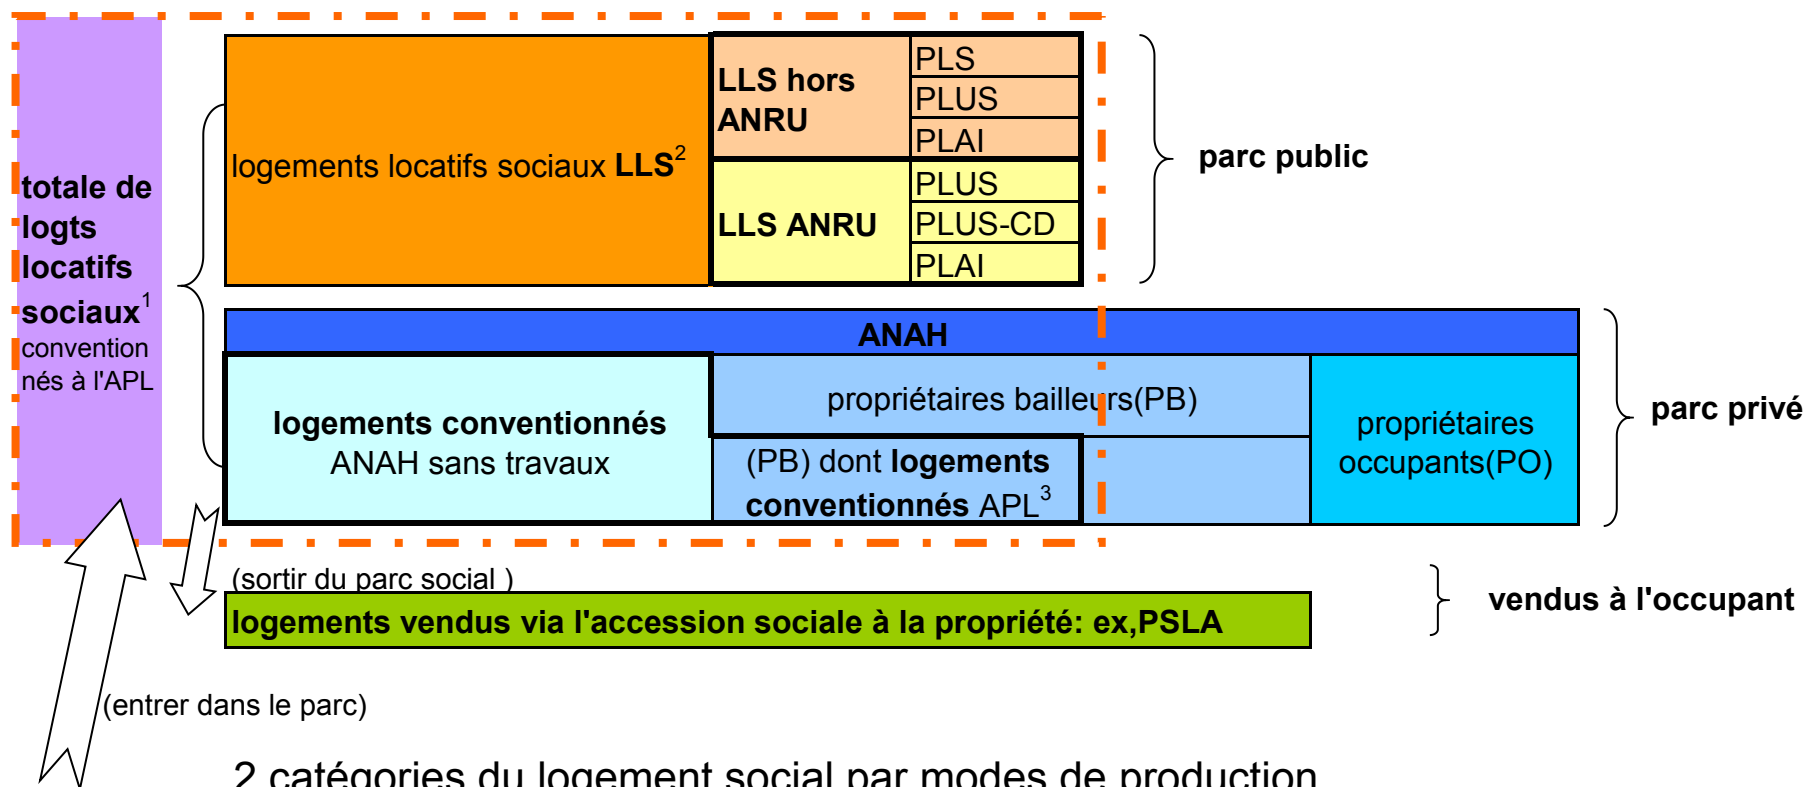 totale de
logts
locatifs
sociaux1
convention
nés à l'APL
logements locatifs sociaux LLS2
LLS hors
ANRU
PLS
PLUS
PLAI
LLS ANRU
PLUS
PLUS-CD
PLAI
parc public
ANAH
logements conventionnés
ANAH sans travaux
propriétaires bailleurs(PB)
(PB) dont logements
conventionnés APL3
propriétaires
occupants(PO)
parc privé
(sortir du parc social )
logements vendus via l'accession sociale à la propriété: ex,PSLA
vendus à l'occupant
(entrer dans le parc)
2 catégories du logement social par modes de production